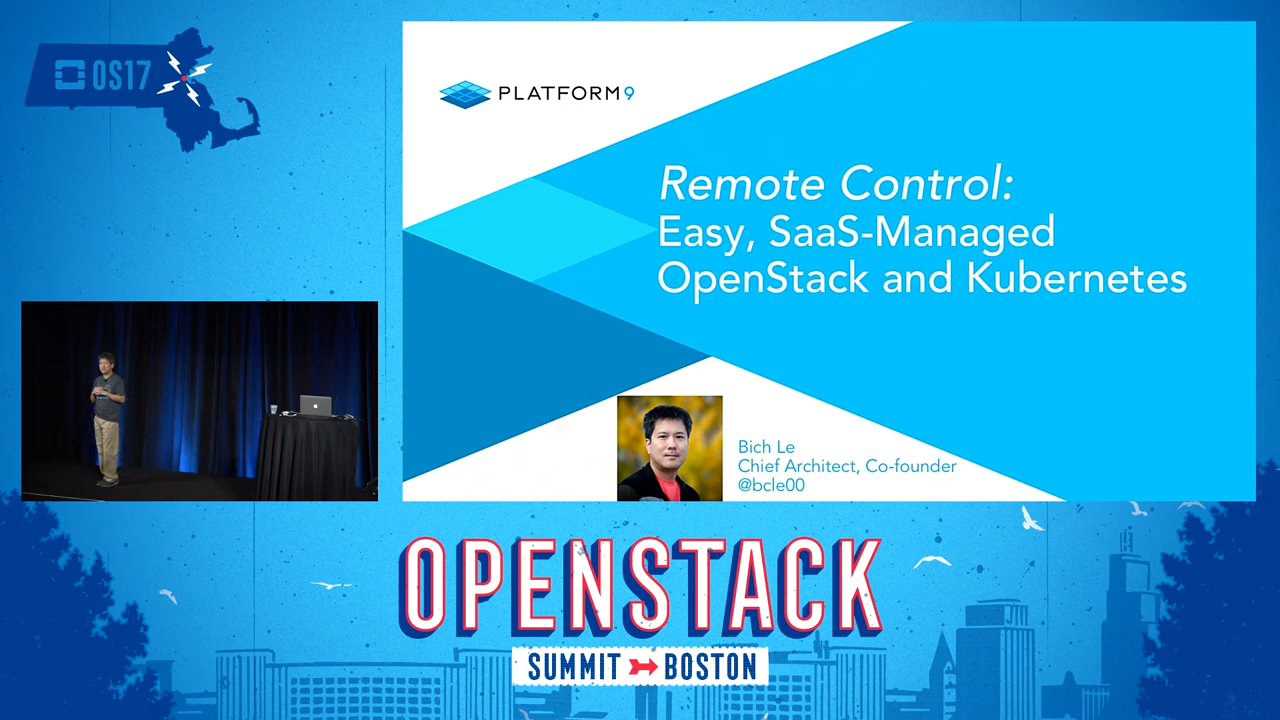 OS17
PLATFORM9
Remote Control:
Easy, SaaS-Managed
OpenStack and Kubernetes
Bich Le
Chief Architect, Co-founder
@bcle00
OPENSTACK
SUMMIT BOSTON